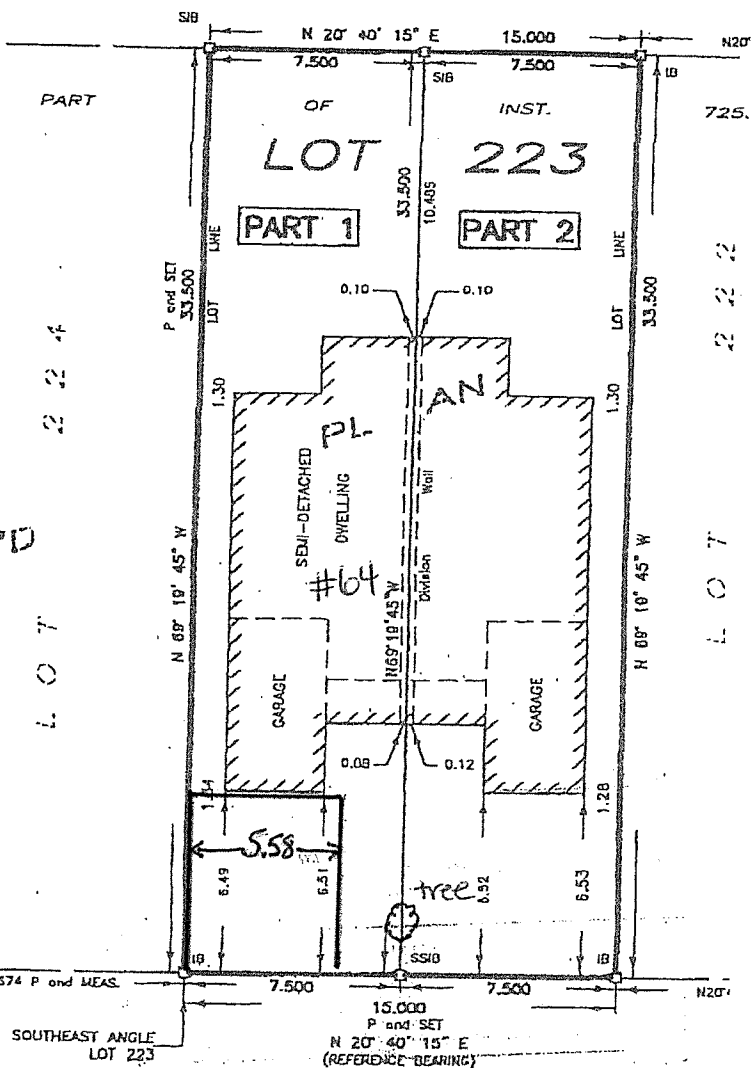 SIB
N 20° 40' 15" E
15.000
N20°
7.500
SIB
7.500
IB
PART
OF
INST.
725.
LOT 223
33.500
10.485
PART 1
PART 2
LOT LINE
P and SET
33.500
LOT LINE
33.500
0.10
0.10
224
222
1.30
1.30
PL
AN
SEMI-DETACHED
DWELLING
#64
Wall
Division
N69°19'45"W
N 69° 19' 45" W
N 69° 19' 45" W
LOT
LOT
GARAGE
GARAGE
0.08
0.12
1.34
1.28
5.58
6.49
6.51
tree
6.52
6.53
IB
SSIB
IB
574 P and MEAS.
7.500
7.500
N20°
15.000
P and SET
SOUTHEAST ANGLE
LOT 223
N 20° 40' 15" E
(REFERENCE BEARING)